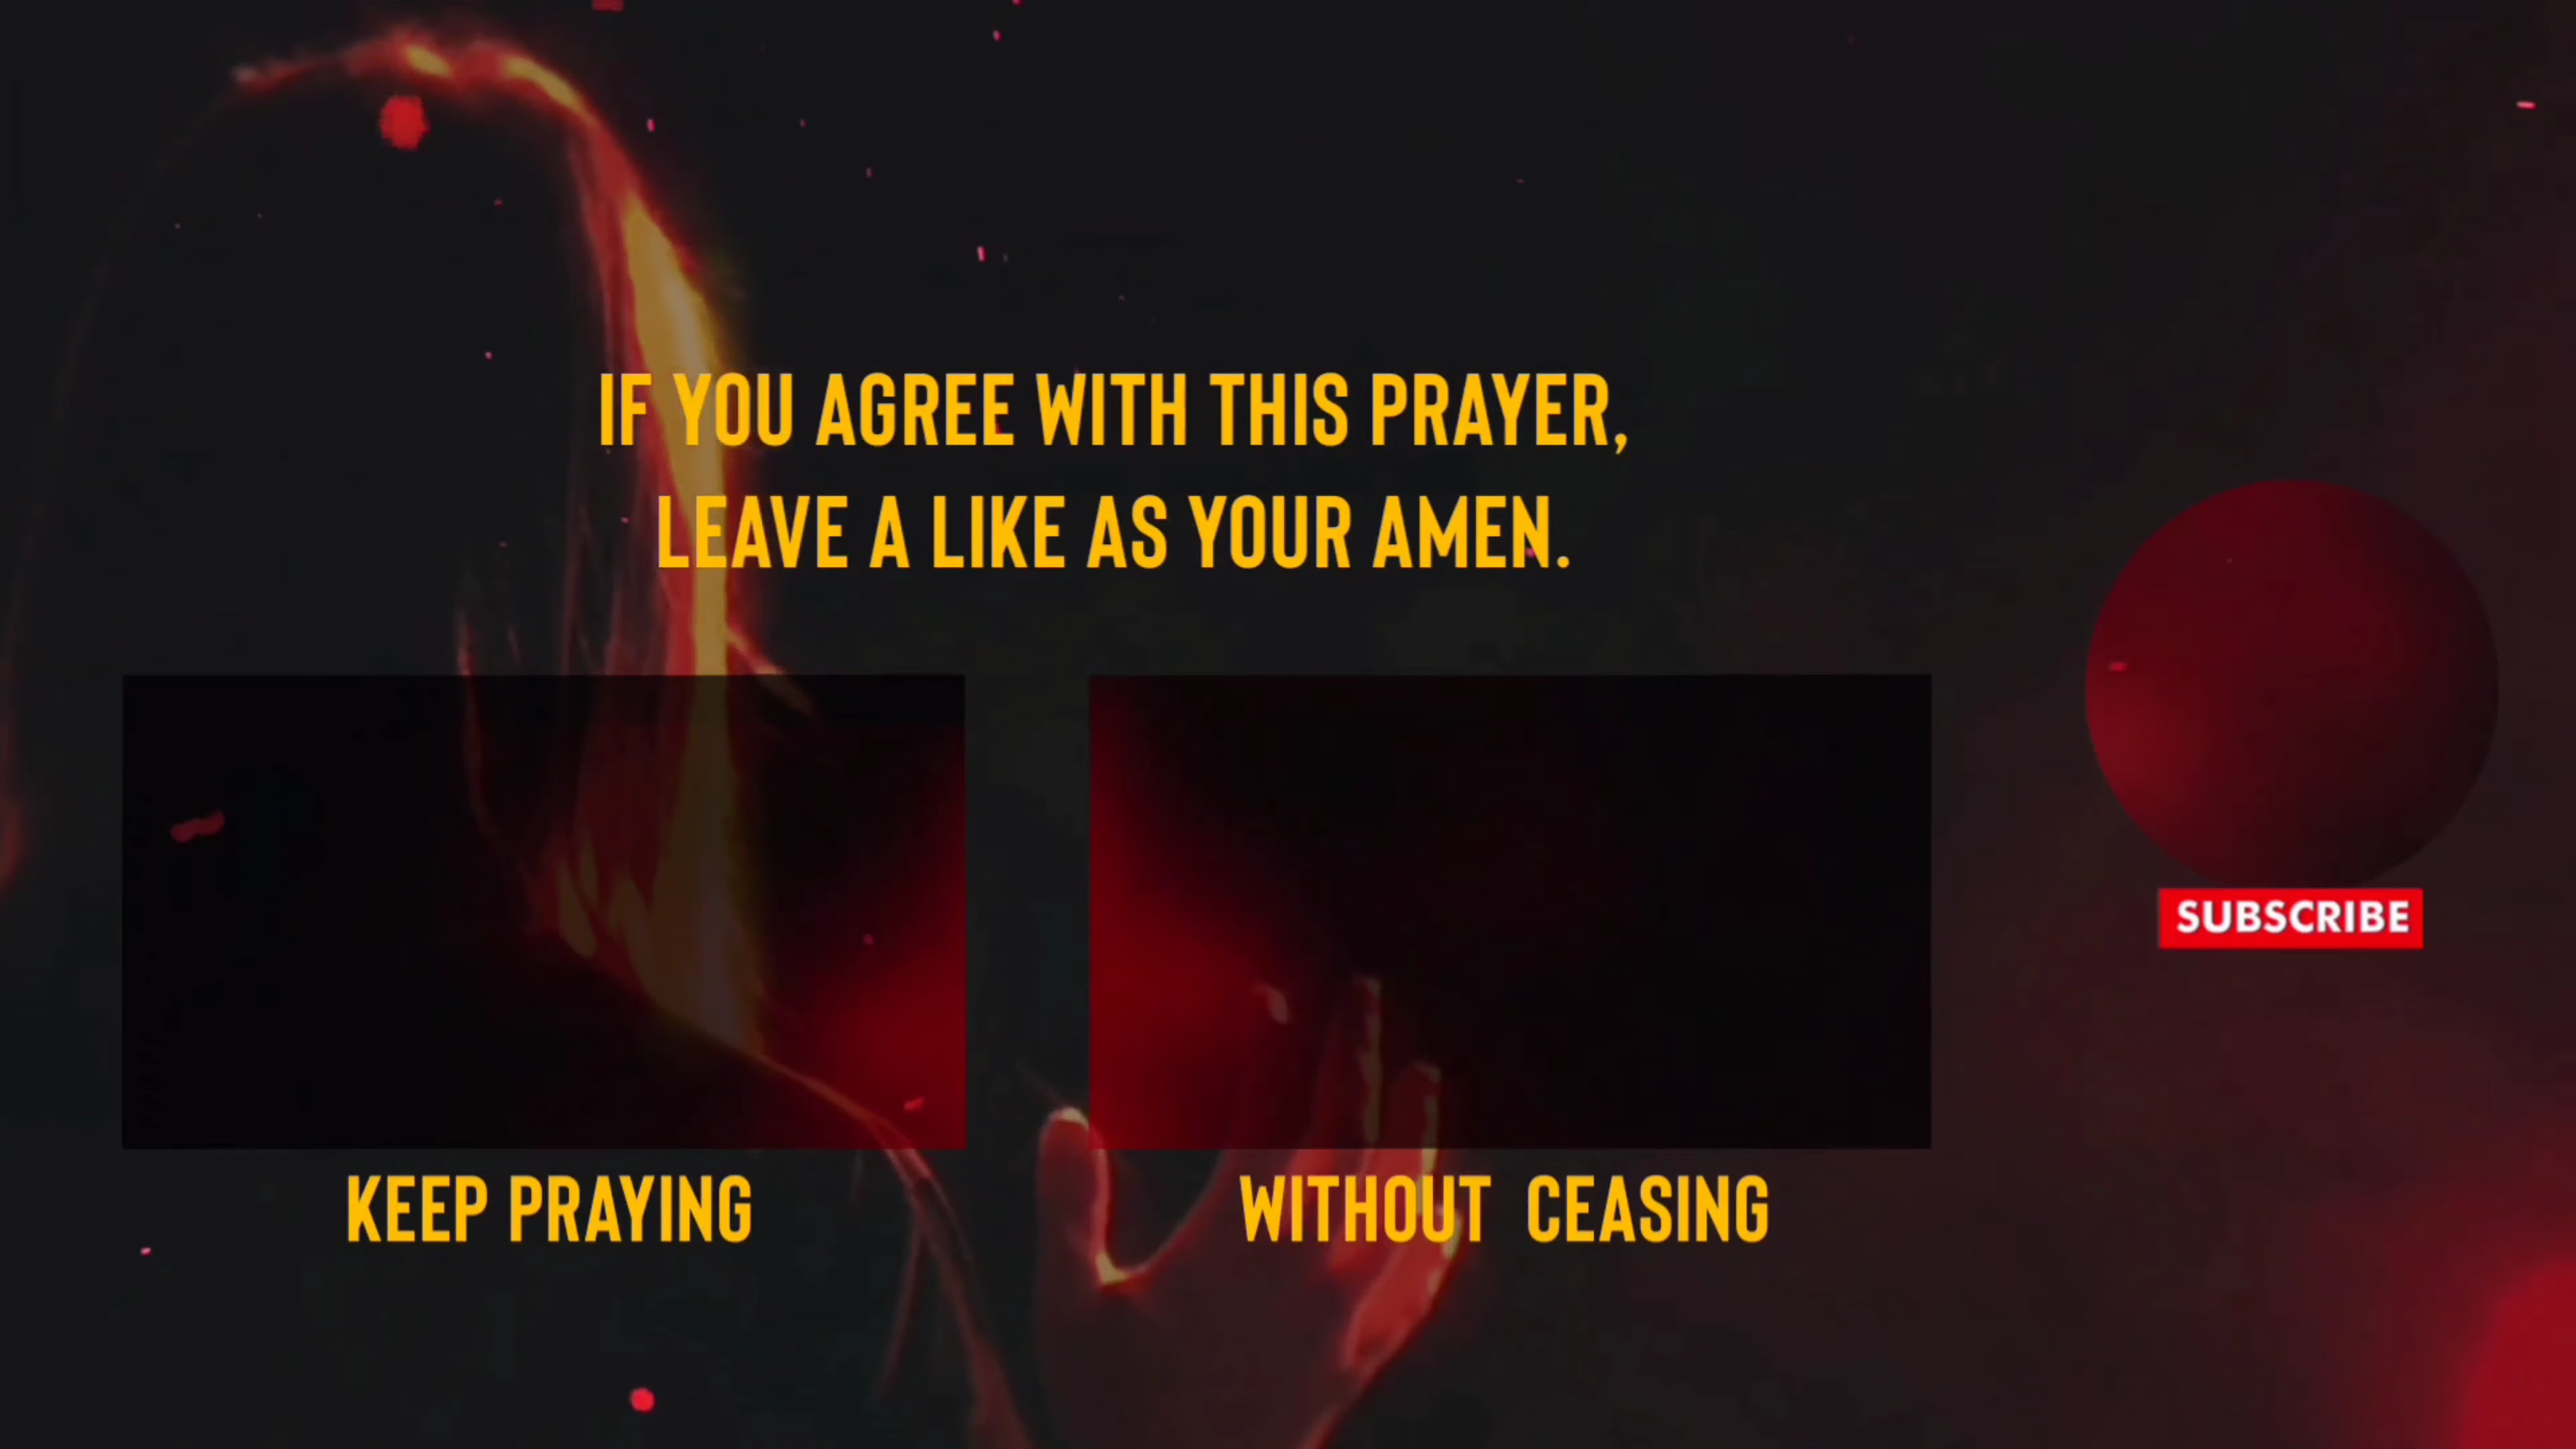 IF YOU AGREE WITH THIS PRAYER,
LEAVE A LIKE AS YOUR AMEN.
SUBSCRIBE
KEEP PRAYING
WITHOUT CEASING